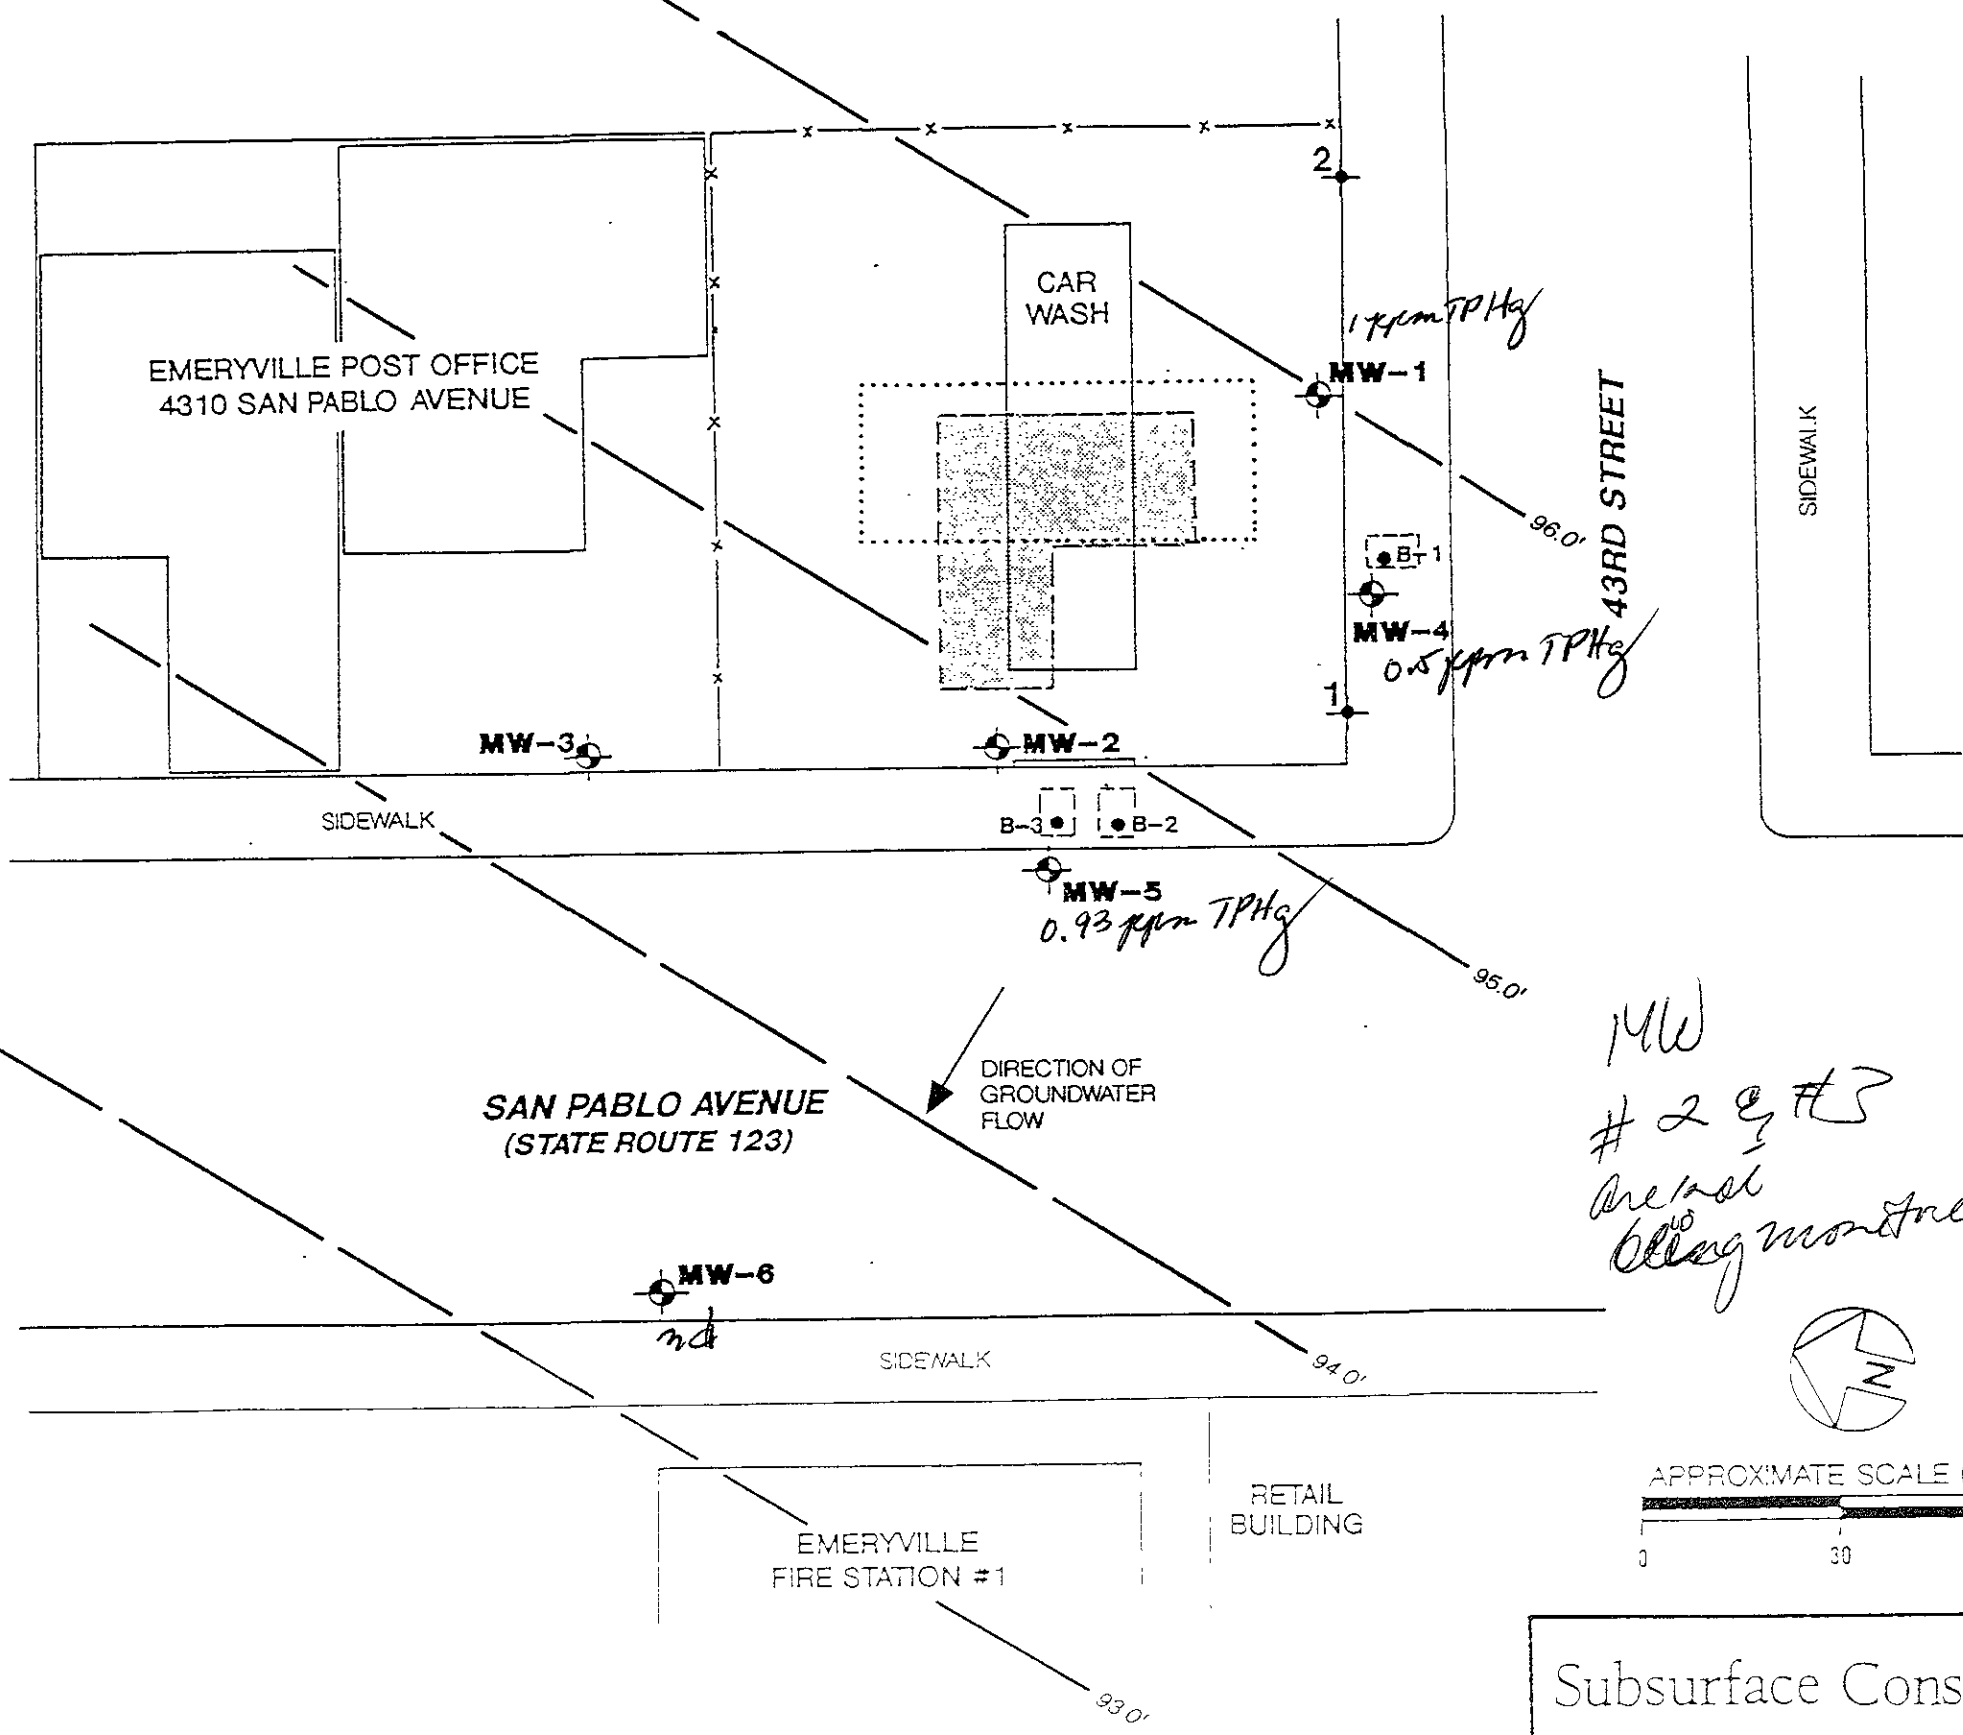 2
CAR
WASH
1 ppm TPHg
EMERYVILLE POST OFFICE
4310 SAN PABLO AVENUE
MW-1
43RD STREET
SIDEWALK
96.0'
B-1
MW-4
0.5 ppm TPHg
1
MW-3
MW-2
SIDEWALK
B-3
B-2
MW-5
0.93 ppm TPHg
95.0'
MW
# 2 & #3
are not
being monitore
DIRECTION OF
GROUNDWATER
FLOW
SAN PABLO AVENUE
(STATE ROUTE 123)
MW-6
nd
SIDEWALK
94.0'
N
APPROXIMATE SCALE
0 30
RETAIL
BUILDING
EMERYVILLE
FIRE STATION #1
93.0'
Subsurface Cons